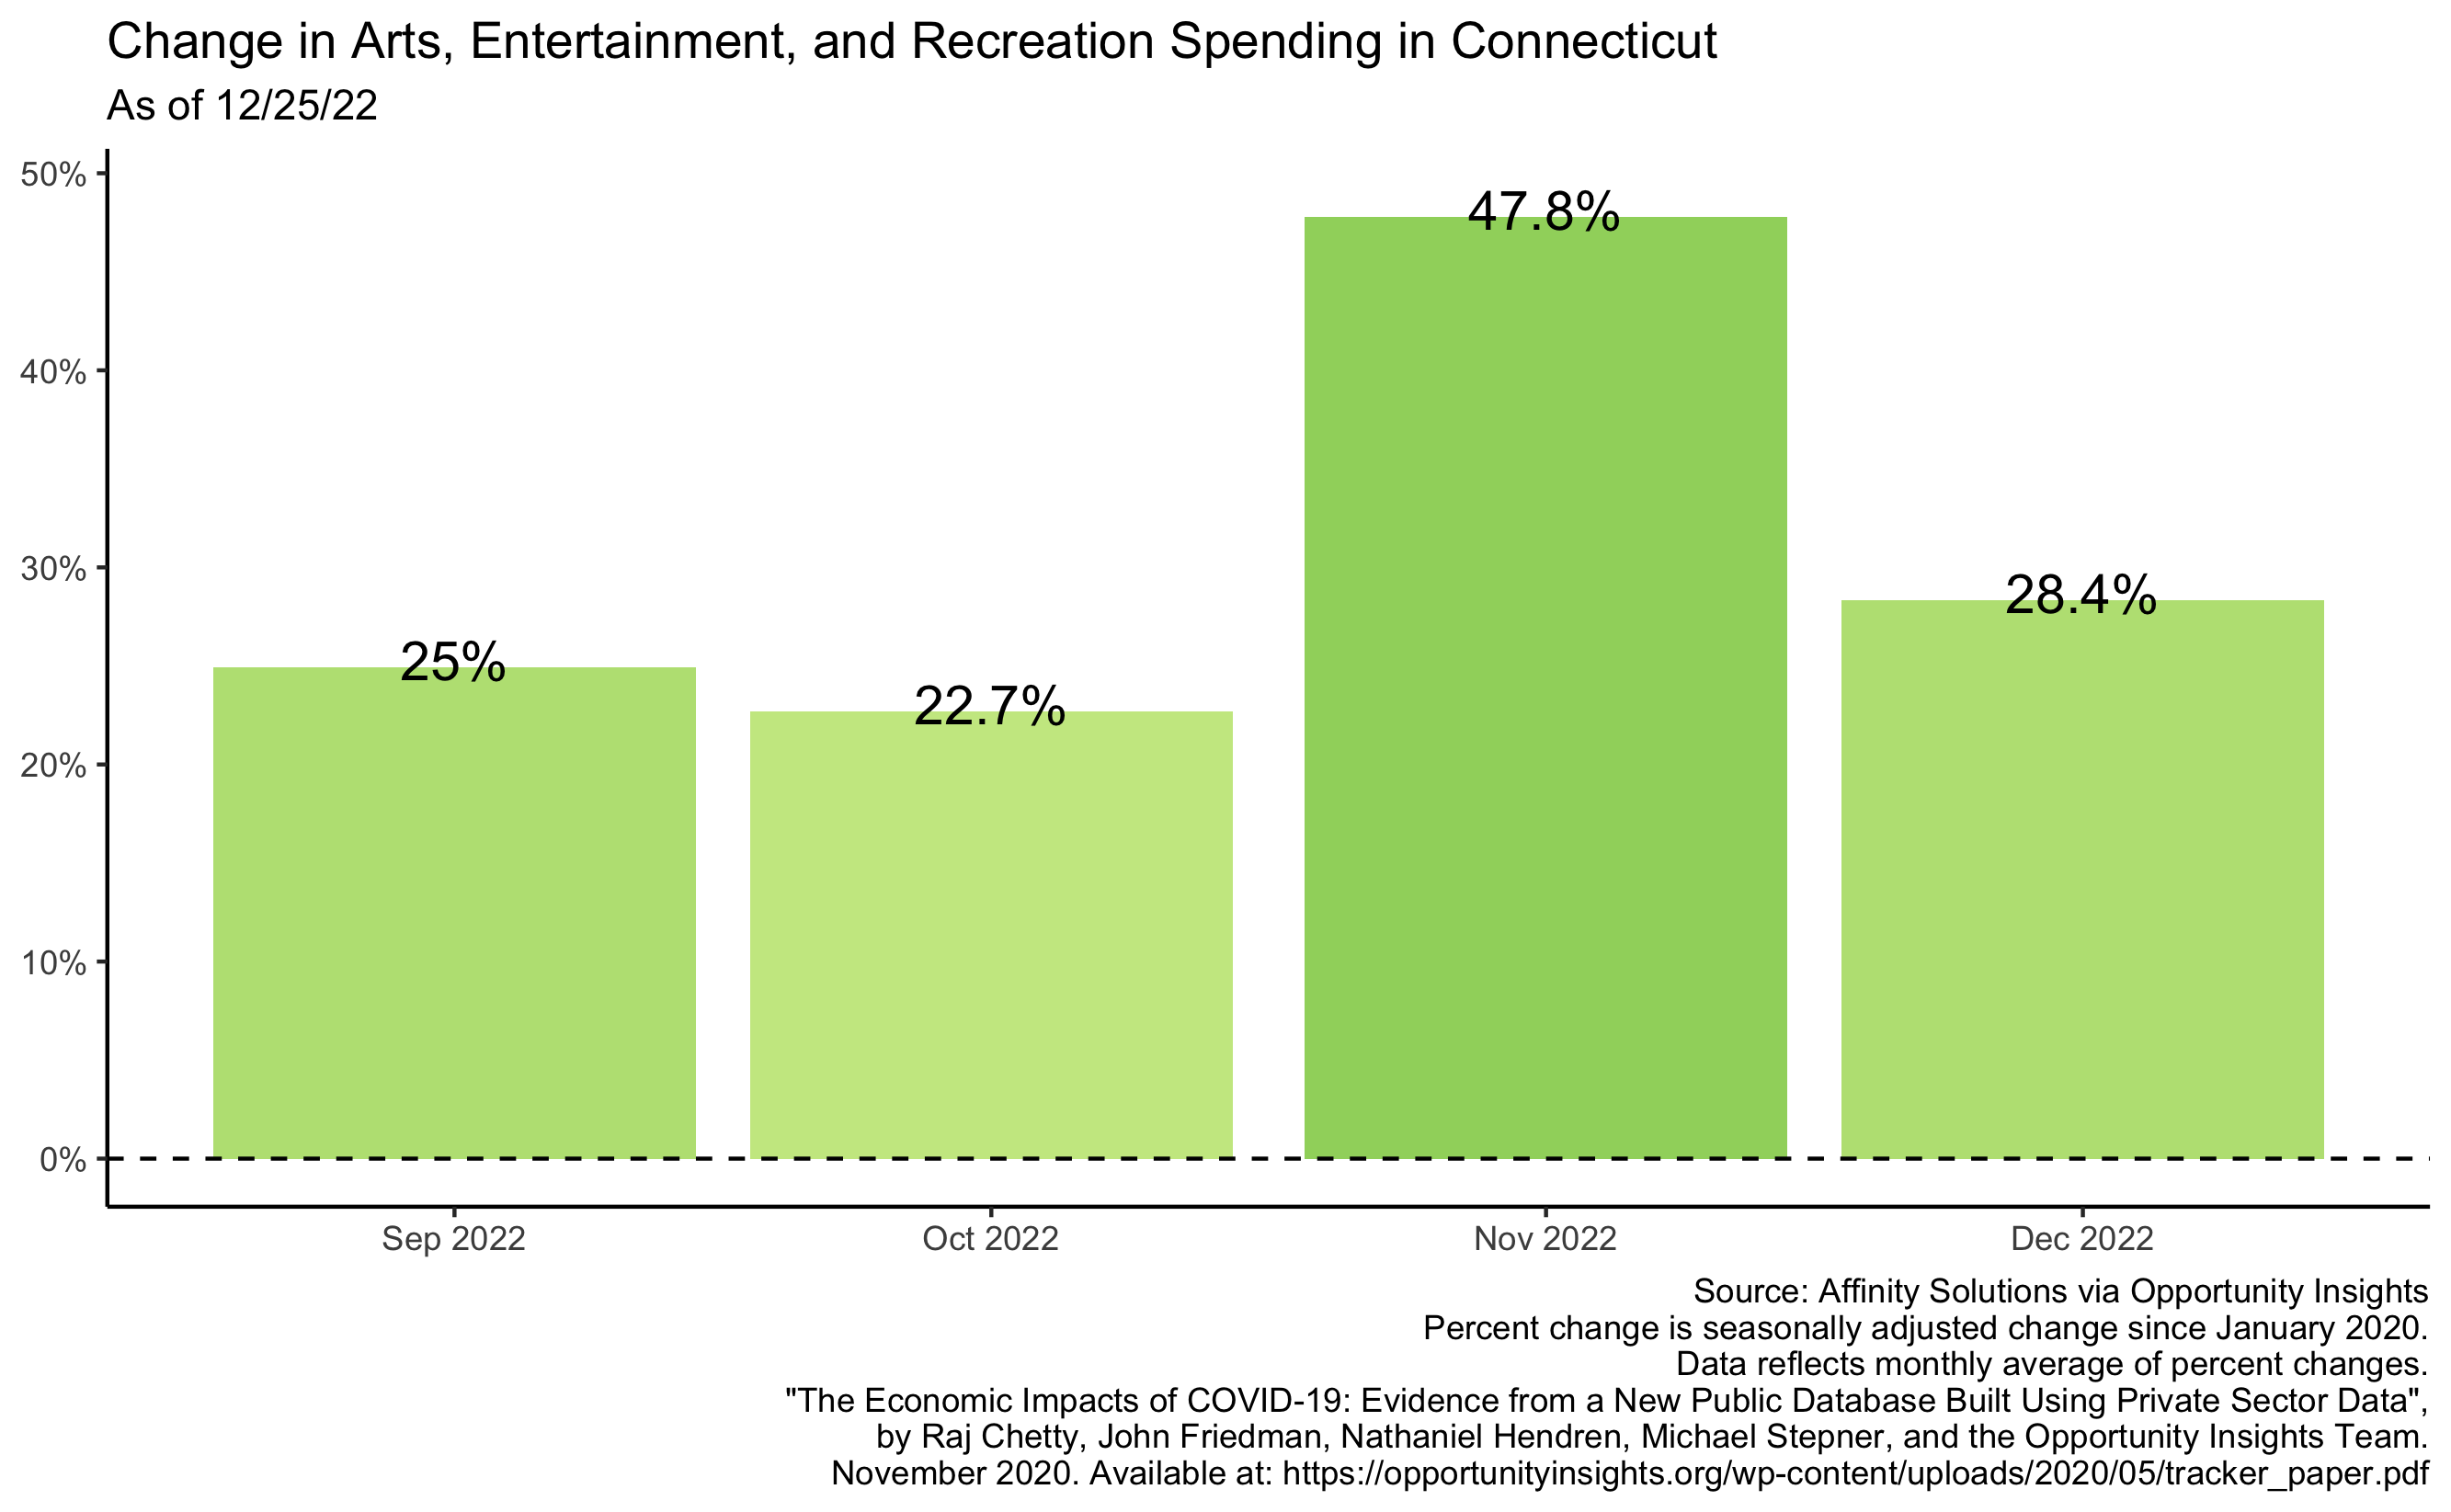 Change in Arts, Entertainment, and Recreation Spending in Connecticut
As of 12/25/22
50%
40%
30%
20%
10%
0%
25%
22.7%
47.8%
28.4%
Sep 2022
Oct 2022
Nov 2022
Dec 2022
Source: Affinity Solutions via Opportunity Insights
Percent change is seasonally adjusted change since January 2020.
Data reflects monthly average of percent changes.
"The Economic Impacts of COVID-19: Evidence from a New Public Database Built Using Private Sector Data",
by Raj Chetty, John Friedman, Nathaniel Hendren, Michael Stepner, and the Opportunity Insights Team.
November 2020. Available at: https://opportunityinsights.org/wp-content/uploads/2020/05/tracker_paper.pdf